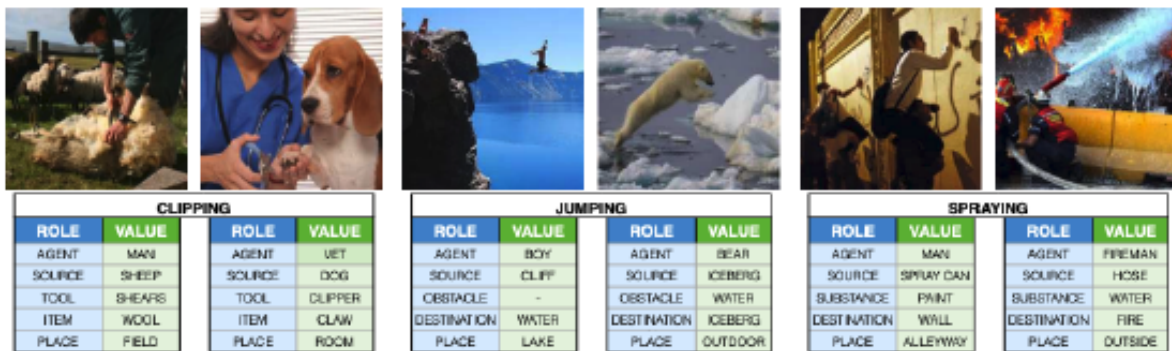 CLIPPING
ROLE VALUE ROLE VALUE
AGENT MAN AGENT VET
SOURCE SHEEP SOURCE DOG
TOOL SHEARS TOOL CLIPPER
ITEM WOOL ITEM CLAW
PLACE FIELD PLACE ROOM
JUMPING
ROLE VALUE ROLE VALUE
AGENT BOY AGENT BEAR
SOURCE CLIFF SOURCE ICEBERG
OBSTACLE - OBSTACLE WATER
DESTINATION WATER DESTINATION ICEBERG
PLACE LAKE PLACE OUTDOOR
SPRAYING
ROLE VALUE ROLE VALUE
AGENT MAN AGENT FIREMAN
SOURCE SPRAY CAN SOURCE HOSE
SUBSTANCE PAINT SUBSTANCE WATER
DESTINATION WALL DESTINATION FIRE
PLACE ALLEYWAY PLACE OUTSIDE